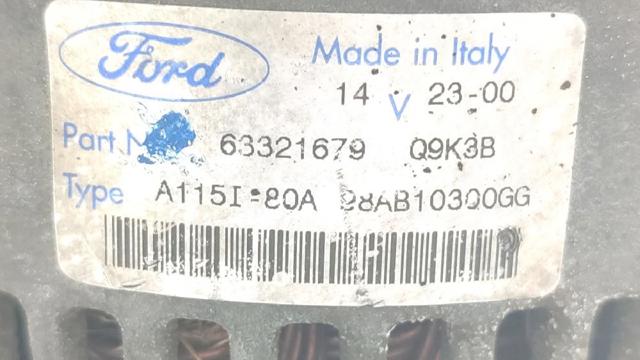 Ford
Made in Italy
14 V 23-00
Part 63321679 Q9K3B
Type A115I-80A 98AB10300GG